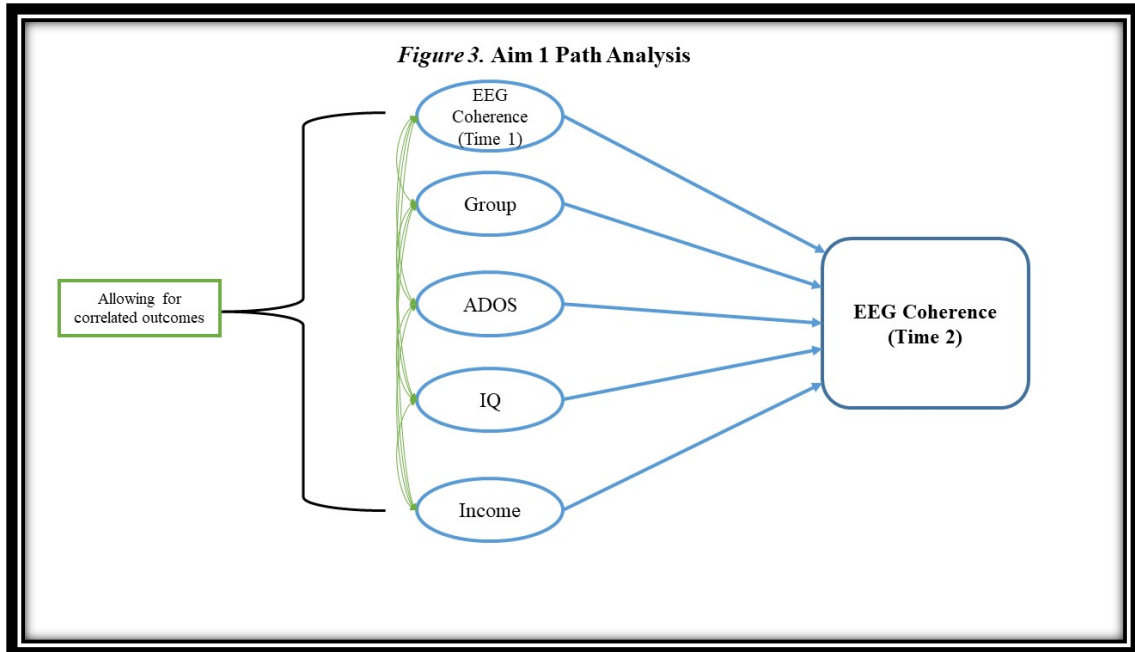 Figure 3. Aim 1 Path Analysis
EEG
Coherence
(Time 1)
Group
ADOS
IQ
Income
Allowing for
correlated outcomes
EEG Coherence
(Time 2)